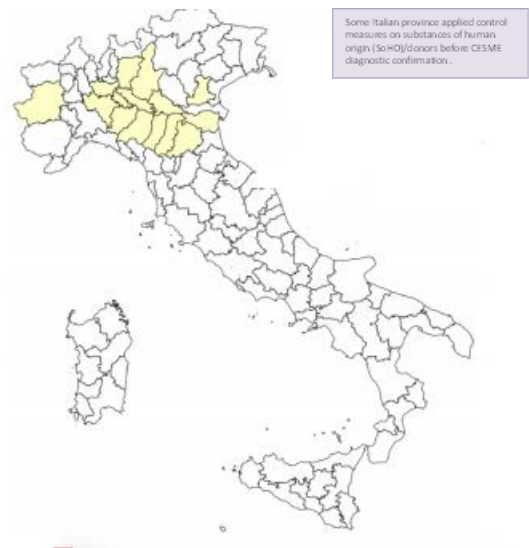 Some Italian province applied control
measures on substances of human
origin (SoHO)/donors before CESME
diagnostic confirmation .